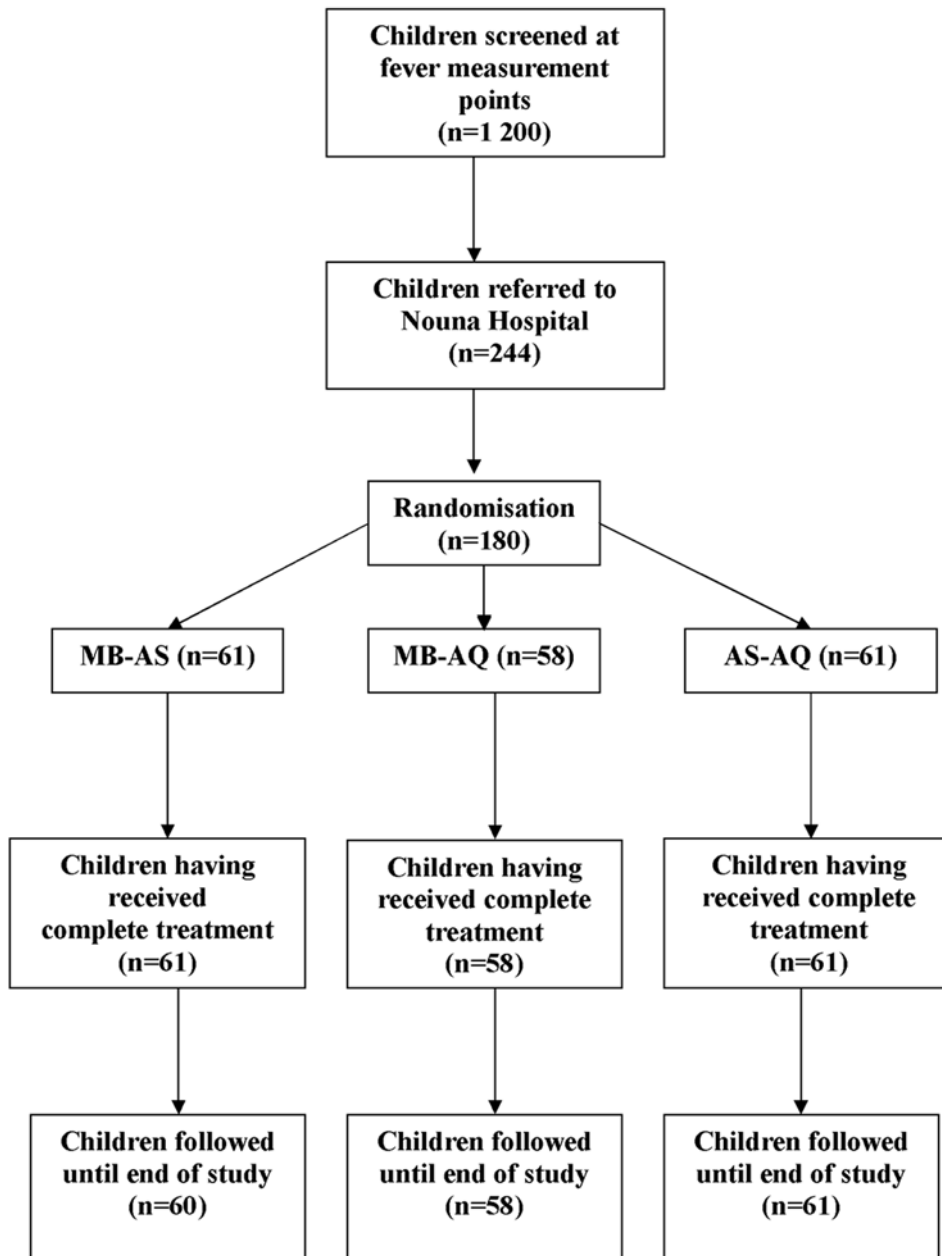 Children screened at
fever measurement
points
(n=1 200)
Children referred to
Nouna Hospital
(n=244)
Randomisation
(n=180)
MB-AS (n=61)
MB-AQ (n=58)
AS-AQ (n=61)
Children having
received
complete treatment
(n=61)
Children having
received complete
treatment
(n=58)
Children having
received complete
treatment
(n=61)
Children followed
until end of study
(n=60)
Children followed
until end of study
(n=58)
Children followed
until end of study
(n=61)